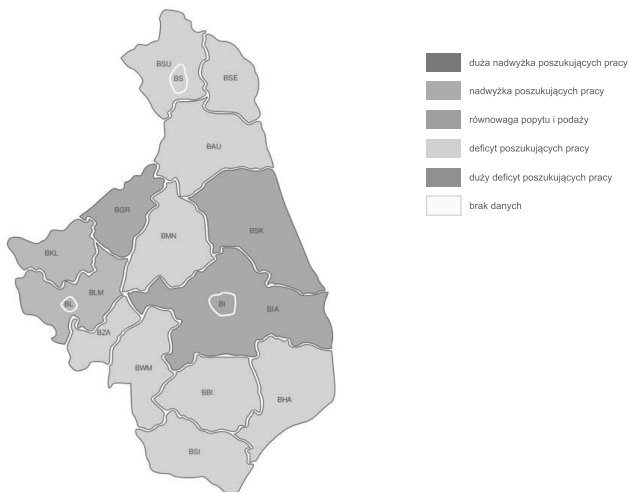 BSU
BS
BSE
BAU
BGR
BMN
BSK
BKL
BLM
BL
BI
BIA
BZA
BWM
BBI
BHA
BSI
duża nadwyżka poszukujących pracy
nadwyżka poszukujących pracy
równowaga popytu i podaży
deficyt poszukujących pracy
duży deficyt poszukujących pracy
brak danych